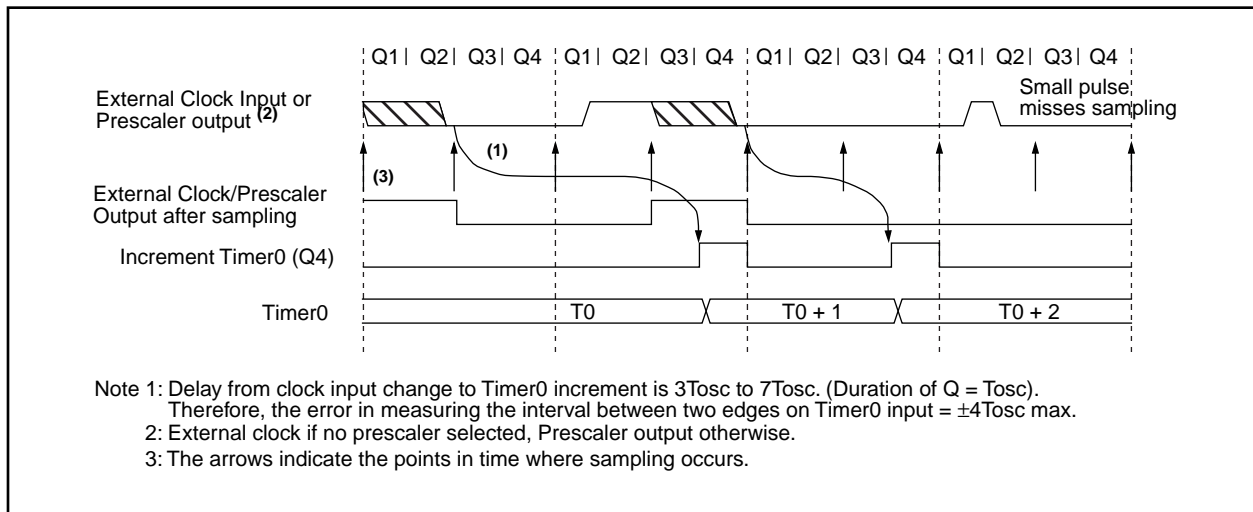 Q1 | Q2 | Q3 | Q4 Q1 | Q2 | Q3 | Q4 Q1 | Q2 | Q3 | Q4 Q1 | Q2 | Q3 | Q4
External Clock Input or
Prescaler output (2)
Small pulse
misses sampling
(1)
(3)
External Clock/Prescaler
Output after sampling
Increment Timer0 (Q4)
Timer0
T0
T0 + 1
T0 + 2
Note 1: Delay from clock input change to Timer0 increment is 3Tosc to 7Tosc. (Duration of Q = Tosc).
Therefore, the error in measuring the interval between two edges on Timer0 input = ±4Tosc max.
2: External clock if no prescaler selected, Prescaler output otherwise.
3: The arrows indicate the points in time where sampling occurs.